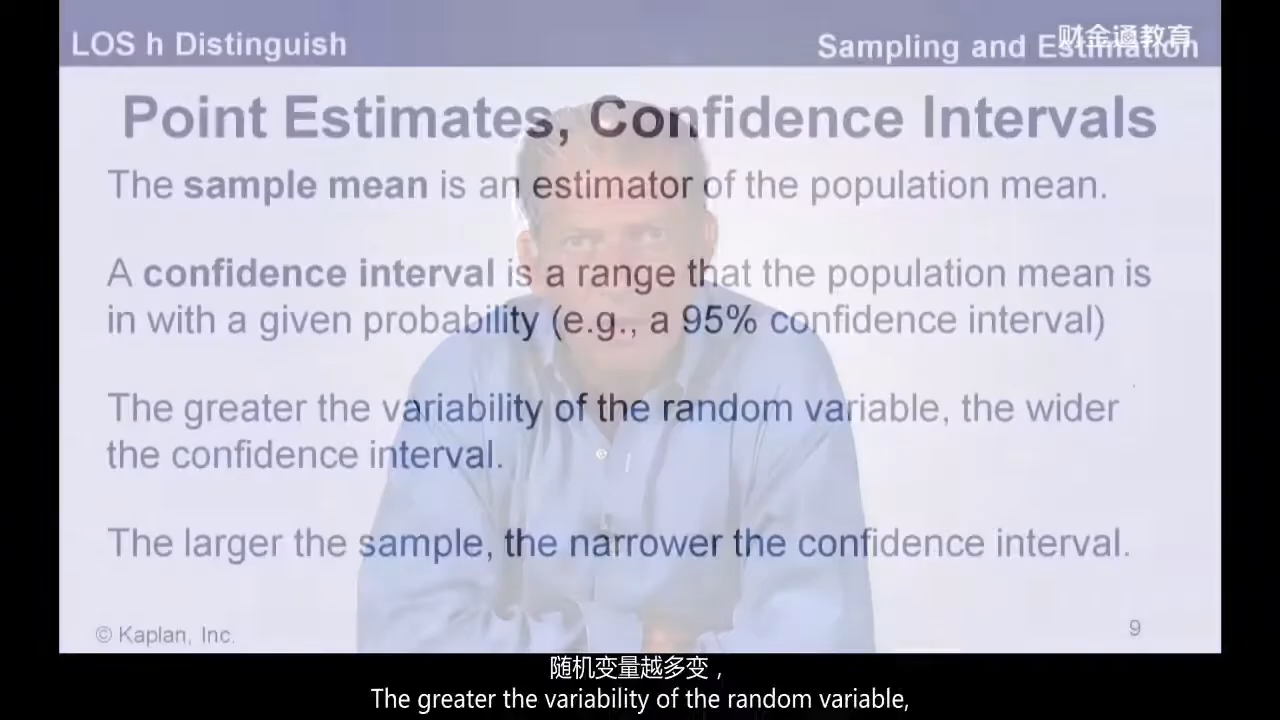 LOS h Distinguish
Sampling and Estimation
财金通教育
Point Estimates, Confidence Intervals
The sample mean is an estimator of the population mean.
A confidence interval is a range that the population mean is
in with a given probability (e.g., a 95% confidence interval)
The greater the variability of the random variable, the wider
the confidence interval.
The larger the sample, the narrower the confidence interval.
© Kaplan, Inc.
9
随机变量越多变，
The greater the variability of the random variable,